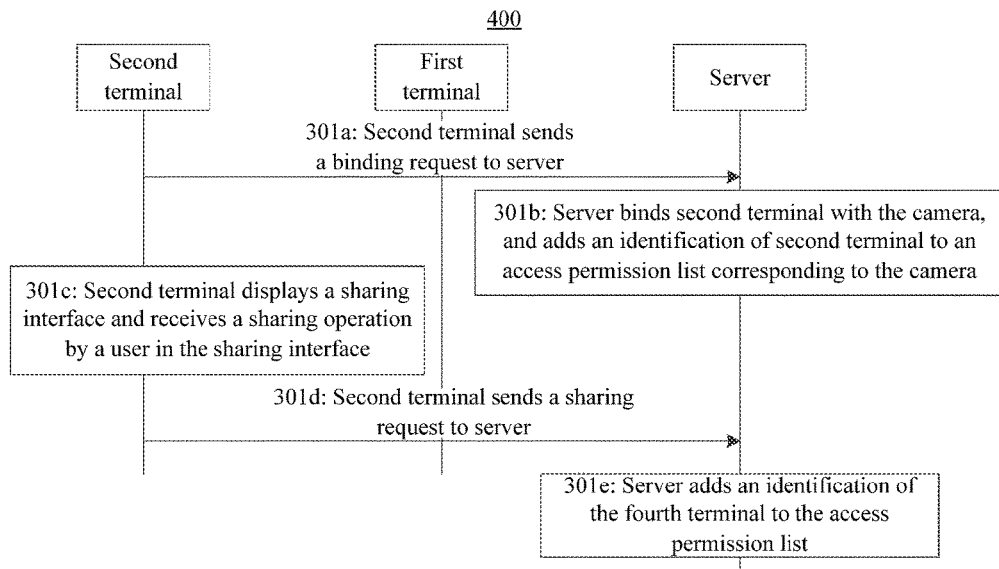 400
Second
terminal
First
terminal
Server
301a: Second terminal sends
a binding request to server
301b: Server binds second terminal with the camera,
and adds an identification of second terminal to an
access permission list corresponding to the camera
301c: Second terminal displays a sharing
interface and receives a sharing operation
by a user in the sharing interface
301d: Second terminal sends a sharing
request to server
301e: Server adds an identification of
the fourth terminal to the access
permission list